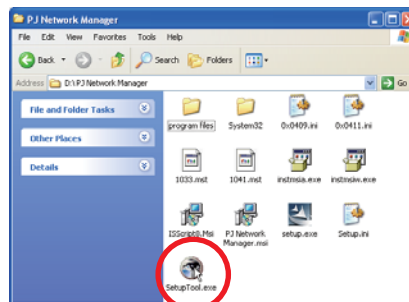 PJ Network Manager
File Edit View Favorites Tools Help
Back Search Folders
Address D:\PJ Network Manager Go
File and Folder Tasks
Other Places
Details
program files System32 0x0409.ini 0x0411.ini
1033.mst 1041.mst instmsia.exe instmsiw.exe
ISScript8.Msi PJ Network Manager.msi setup.exe Setup.ini
SetupTool.exe